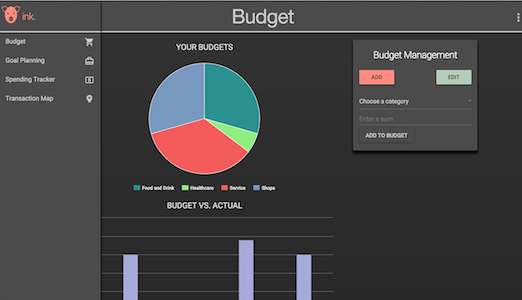 ink.
Budget
Budget
Goal Planning
Spending Tracker
Transaction Map
YOUR BUDGETS
Food and Drink
Healthcare
Service
Shops
BUDGET VS. ACTUAL
Budget Management
ADD
EDIT
Choose a category
Enter a sum
ADD TO BUDGET